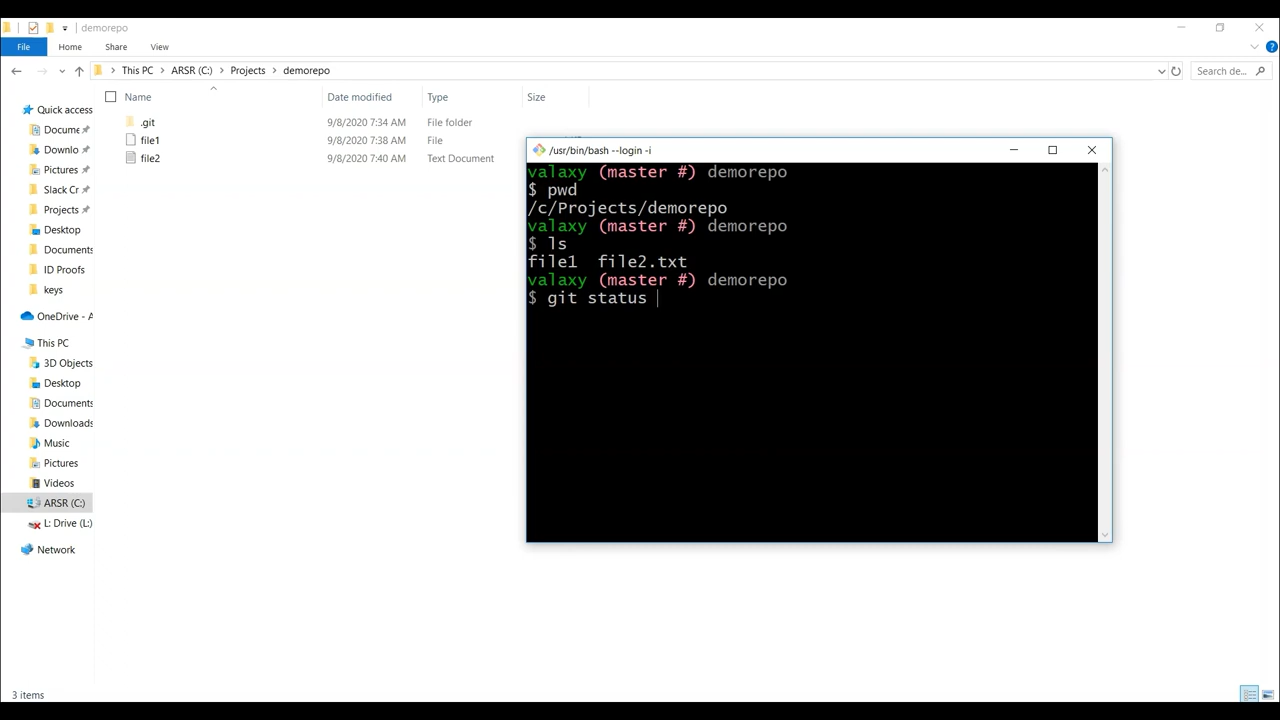 demorepo
File Home Share View
This PC ARSR (C:) Projects demorepo Search de...
Name Date modified Type Size
.git 9/8/2020 7:34 AM File folder
file1 9/8/2020 7:38 AM File
file2 9/8/2020 7:40 AM Text Document
Quick access
Docume
Downlo
Pictures
Slack Cr
Projects
Desktop
Documents
ID Proofs
keys
OneDrive - A
This PC
3D Objects
Desktop
Documents
Downloads
Music
Pictures
Videos
ARSR (C:)
L: Drive (L:)
Network
3 items
/usr/bin/bash --login -i
valaxy (master #) demorepo
$ pwd
/c/Projects/demorepo
valaxy (master #) demorepo
$ ls
file1 file2.txt
valaxy (master #) demorepo
$ git status